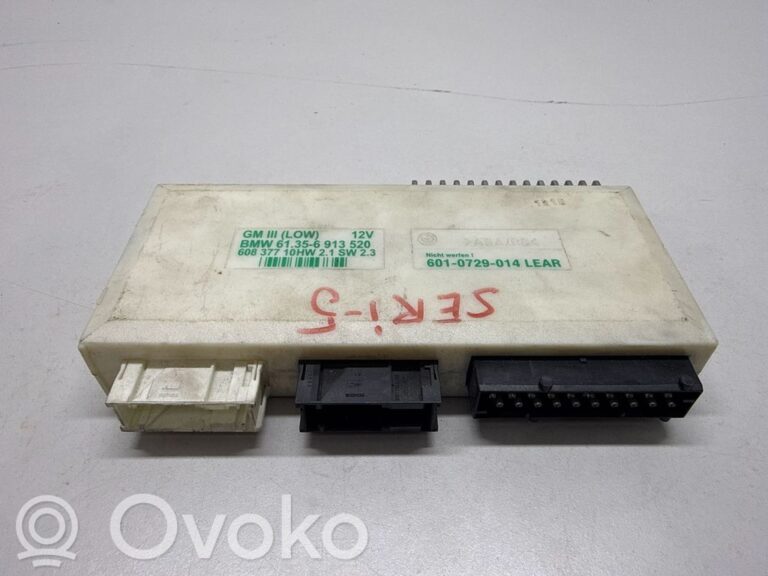 GM III (LOW) 12V
BMW 61.35-6 913 520
608 377 10HW 2.1 SW 2.3
Nicht werfen !
601-0729-014 LEAR
SERi-5
Ovoko